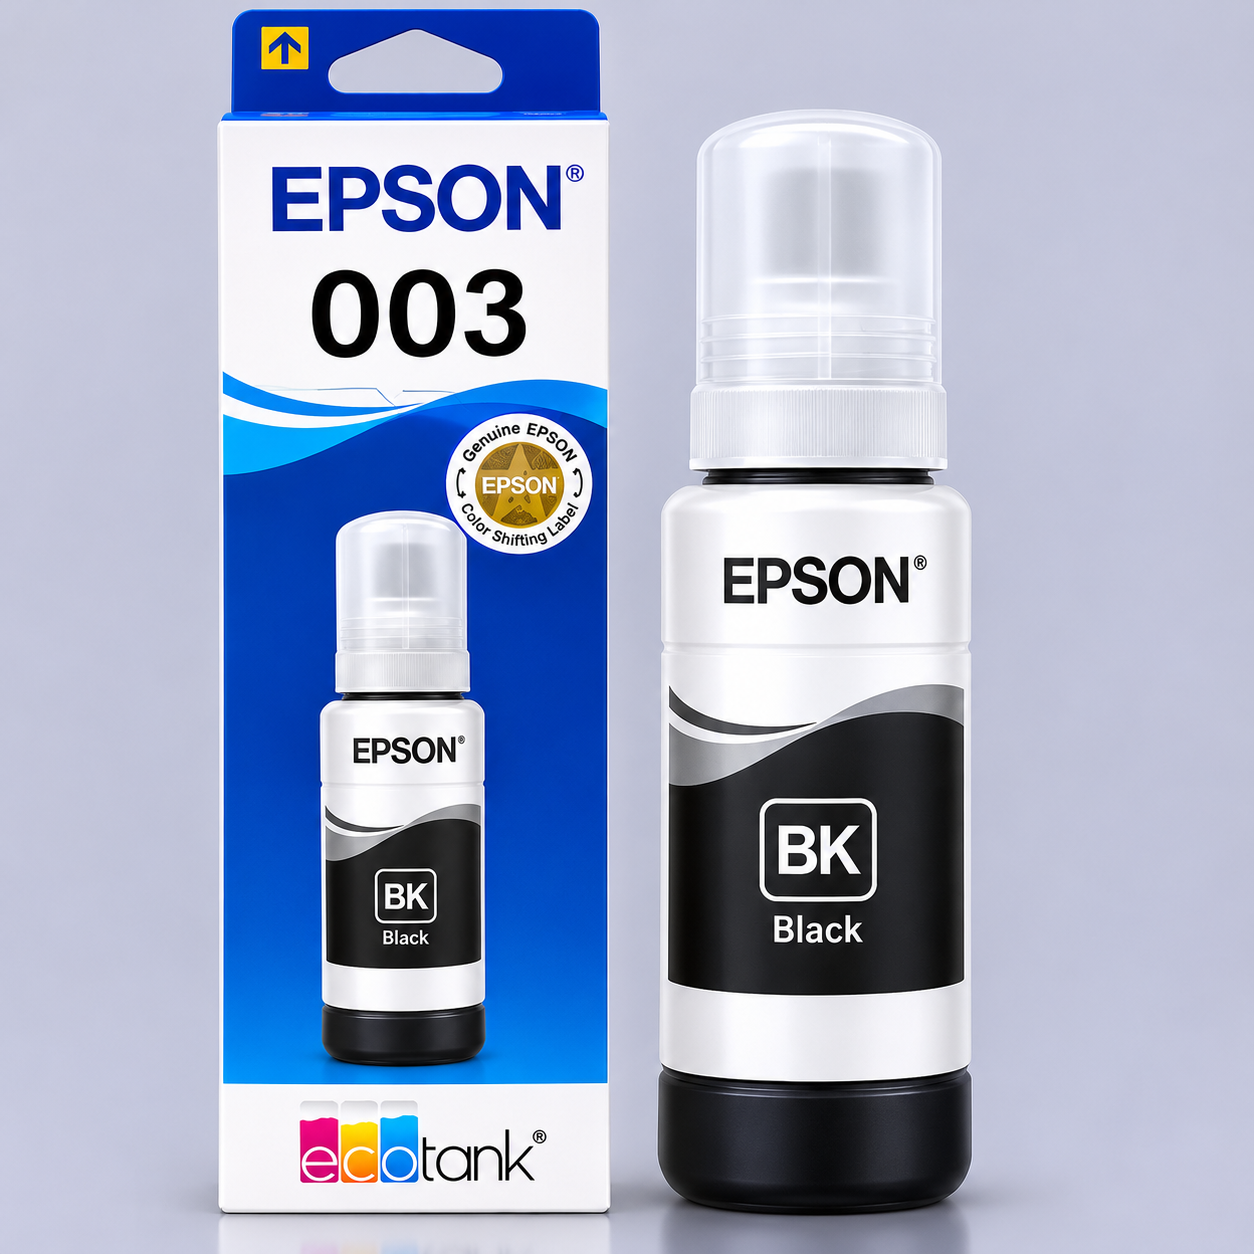 EPSON®
003
Genuine EPSON
EPSON
Color Shifting Label
EPSON®
BK
Black
ecotank®
EPSON®
BK
Black